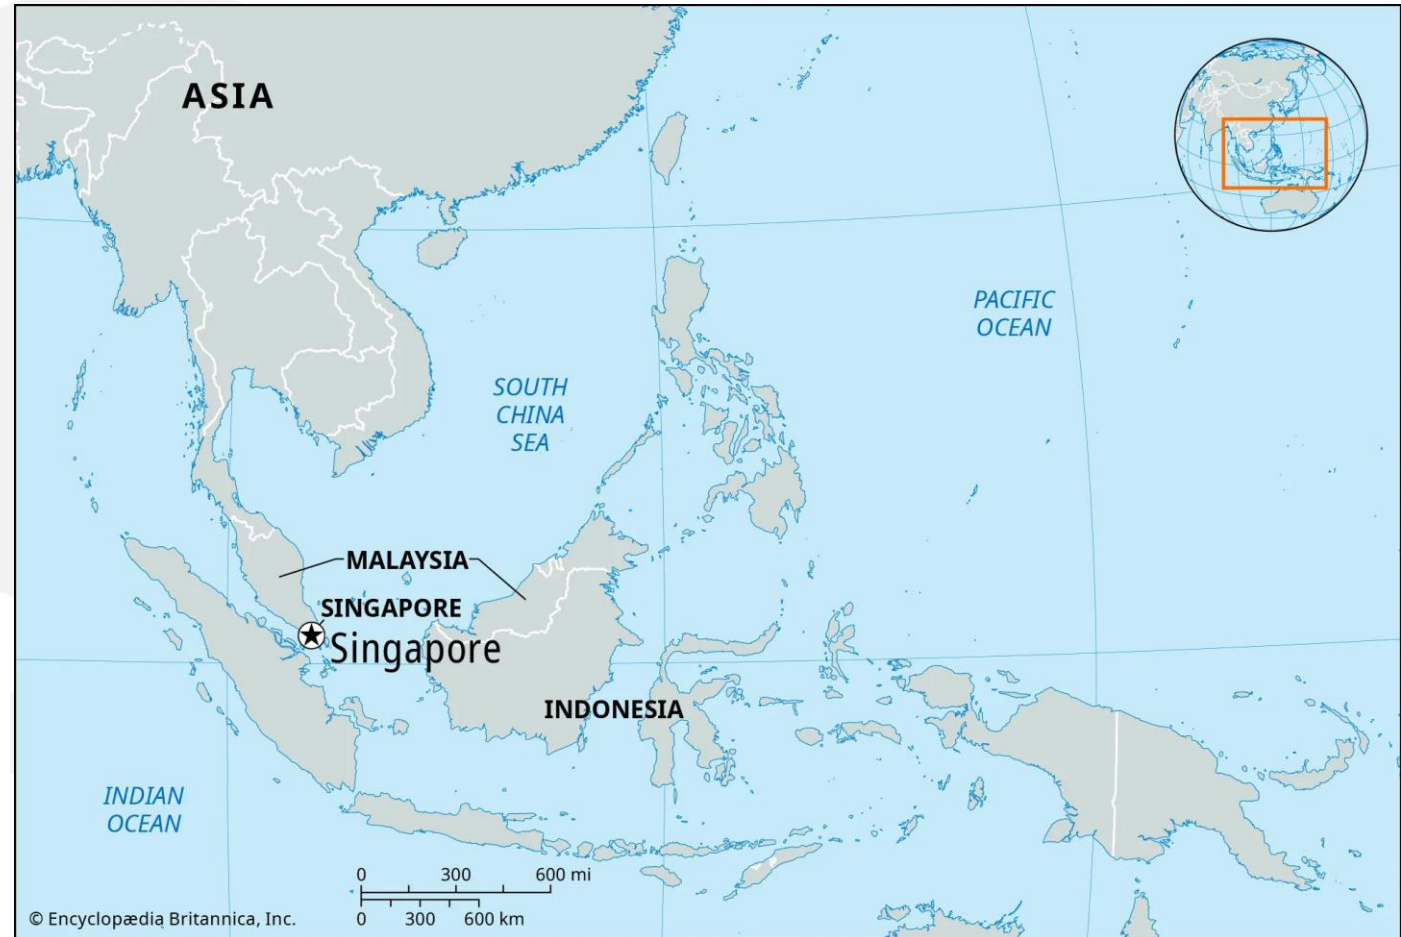 ASIA
PACIFIC
OCEAN
SOUTH
CHINA
SEA
MALAYSIA
SINGAPORE
Singapore
INDONESIA
INDIAN
OCEAN
0 300 600 mi
0 300 600 km
© Encyclopædia Britannica, Inc.